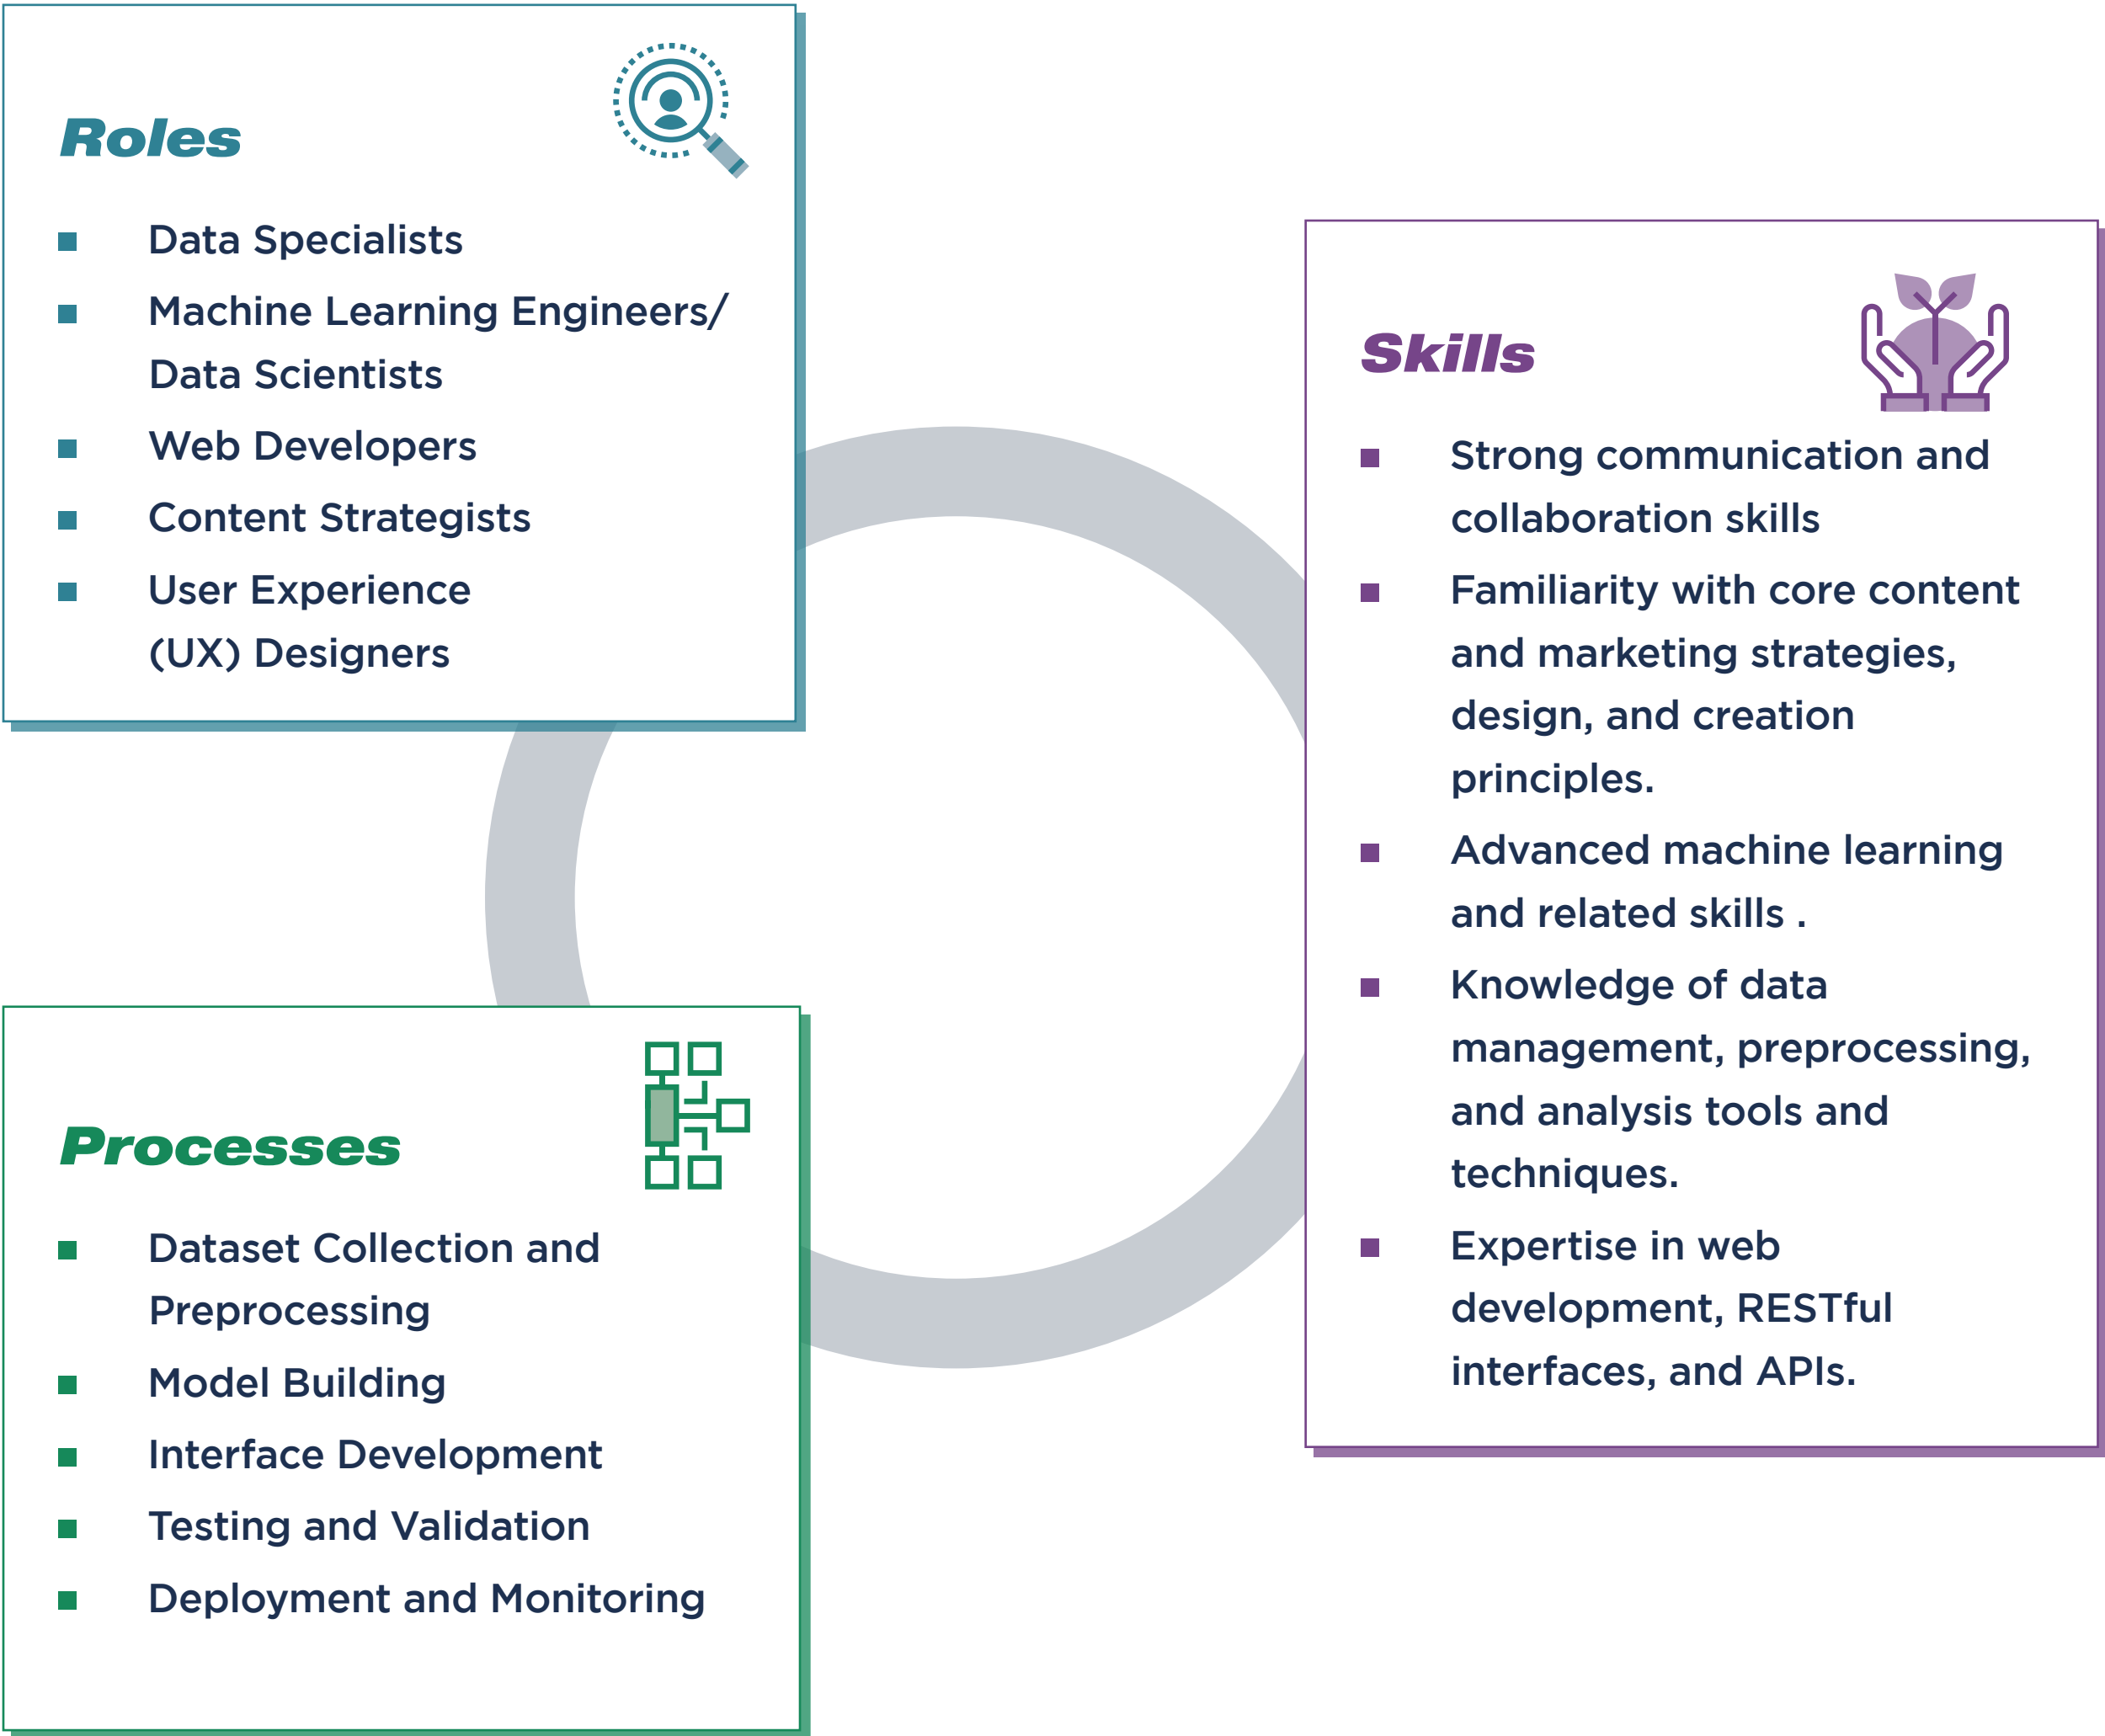 Roles
Data Specialists
Machine Learning Engineers/
Data Scientists
Web Developers
Content Strategists
User Experience
(UX) Designers
Skills
Strong communication and
collaboration skills
Familiarity with core content
and marketing strategies,
design, and creation
principles.
Advanced machine learning
and related skills .
Knowledge of data
management, preprocessing,
and analysis tools and
techniques.
Expertise in web
development, RESTful
interfaces, and APIs.
Processes
Dataset Collection and
Preprocessing
Model Building
Interface Development
Testing and Validation
Deployment and Monitoring